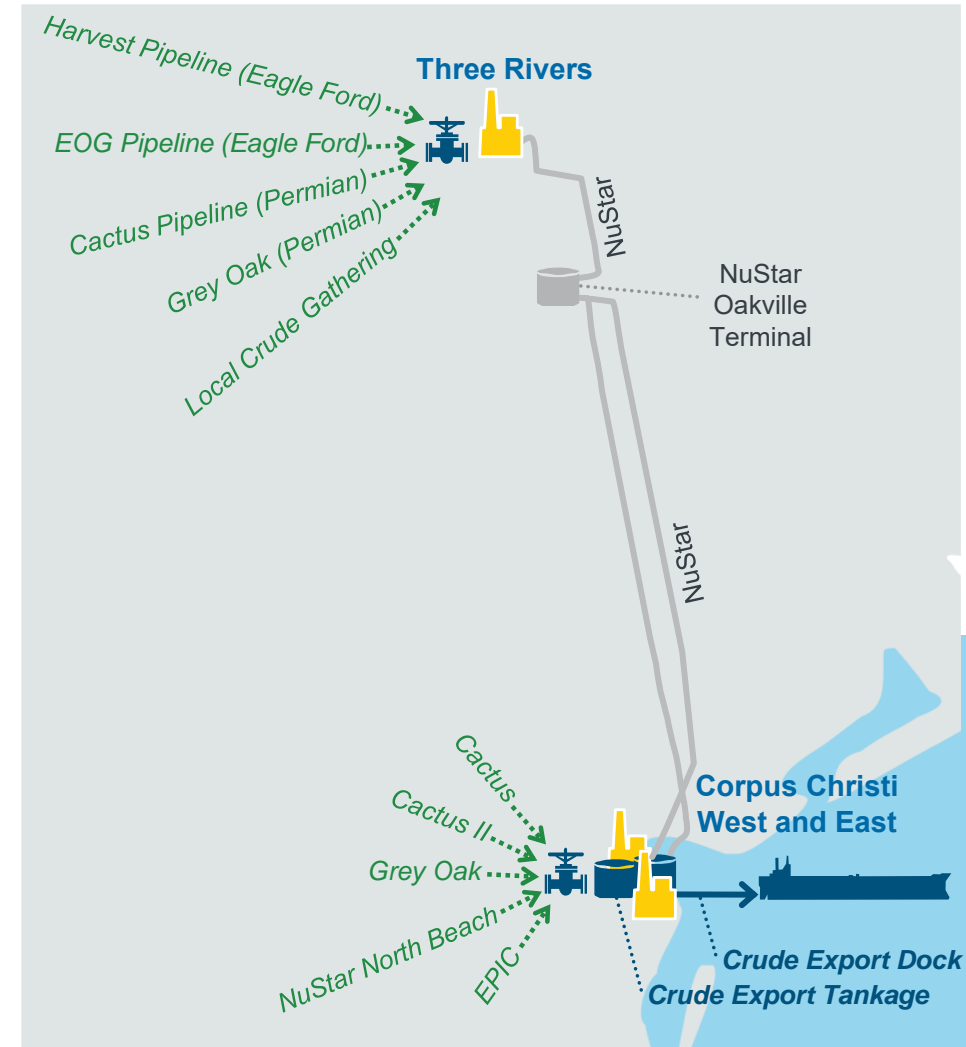 Harvest Pipeline (Eagle Ford)
Three Rivers
EOG Pipeline (Eagle Ford)
Cactus Pipeline (Permian)
Grey Oak (Permian)
Local Crude Gathering
NuStar
NuStar
Oakville
Terminal
NuStar
Cactus
Cactus II
Grey Oak
NuStar North Beach
EPIC
Corpus Christi
West and East
Crude Export Dock
Crude Export Tankage